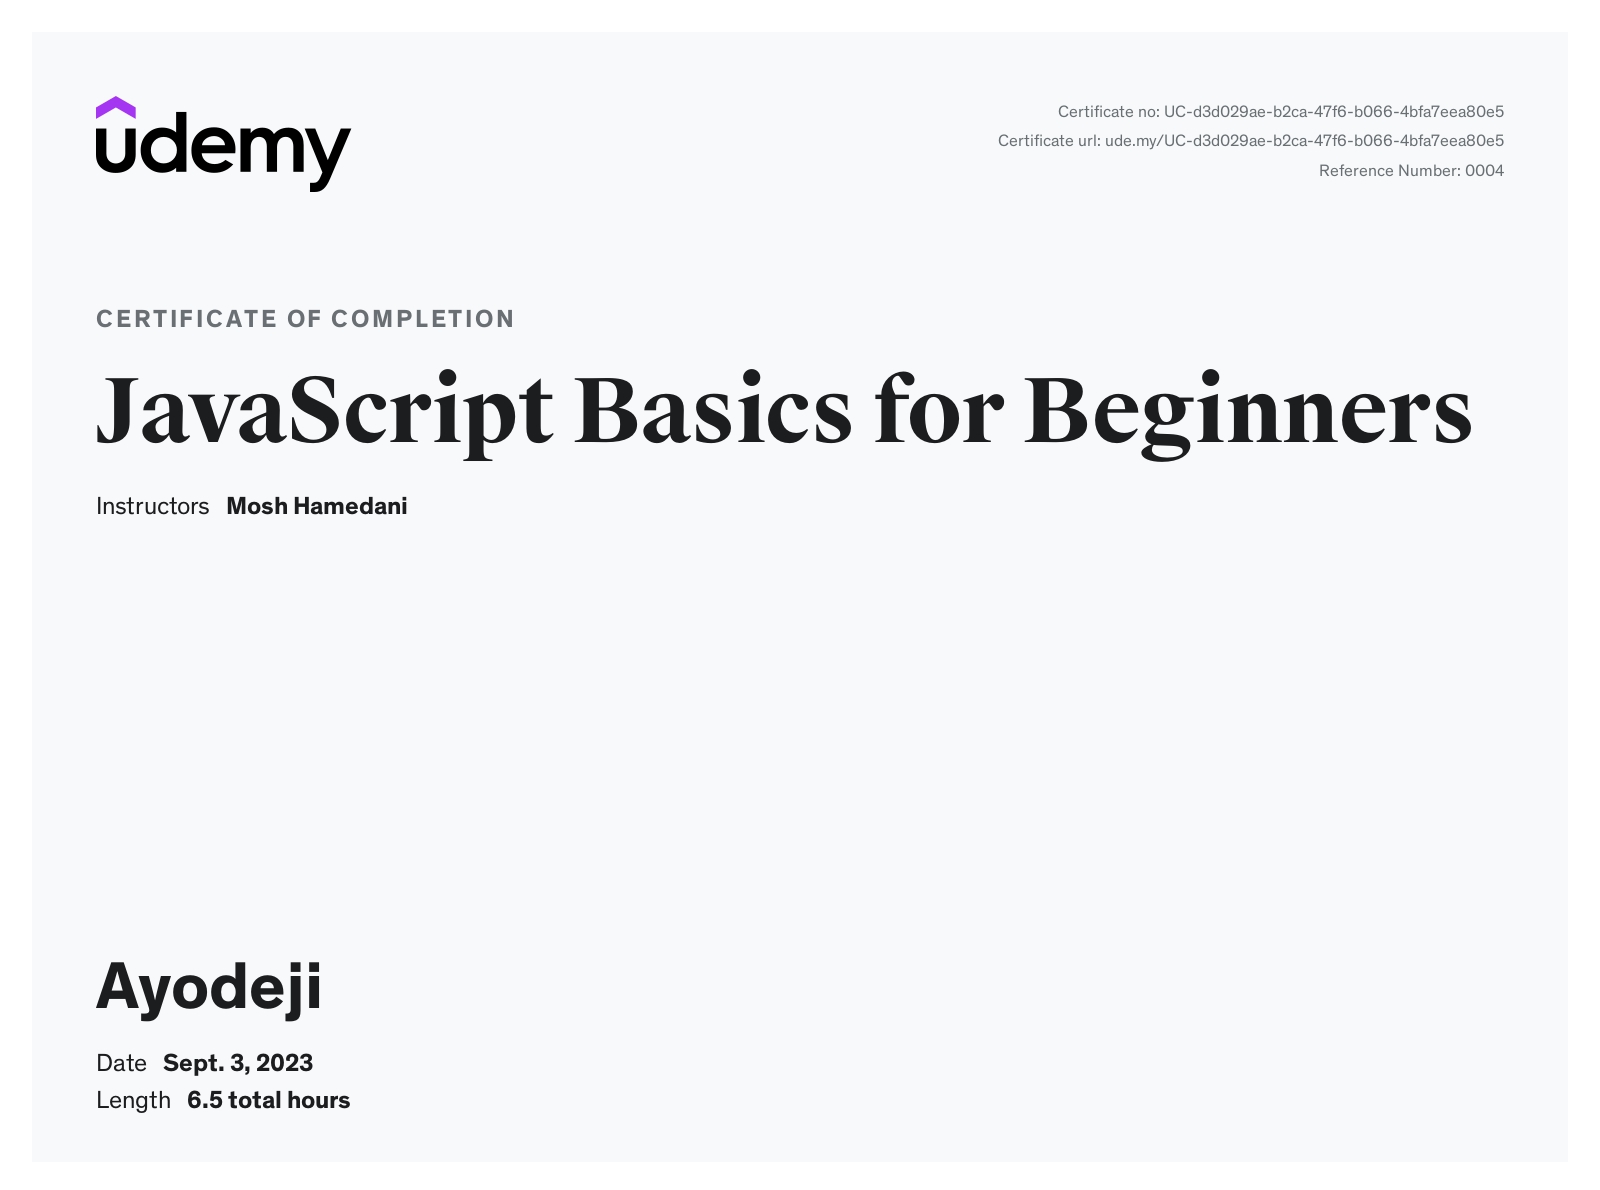 udemy
Certificate no: UC-d3d029ae-b2ca-47f6-b066-4bfa7eea80e5
Certificate url: ude.my/UC-d3d029ae-b2ca-47f6-b066-4bfa7eea80e5
Reference Number: 0004
CERTIFICATE OF COMPLETION
JavaScript Basics for Beginners
Instructors Mosh Hamedani
Ayodeji
Date Sept. 3, 2023
Length 6.5 total hours